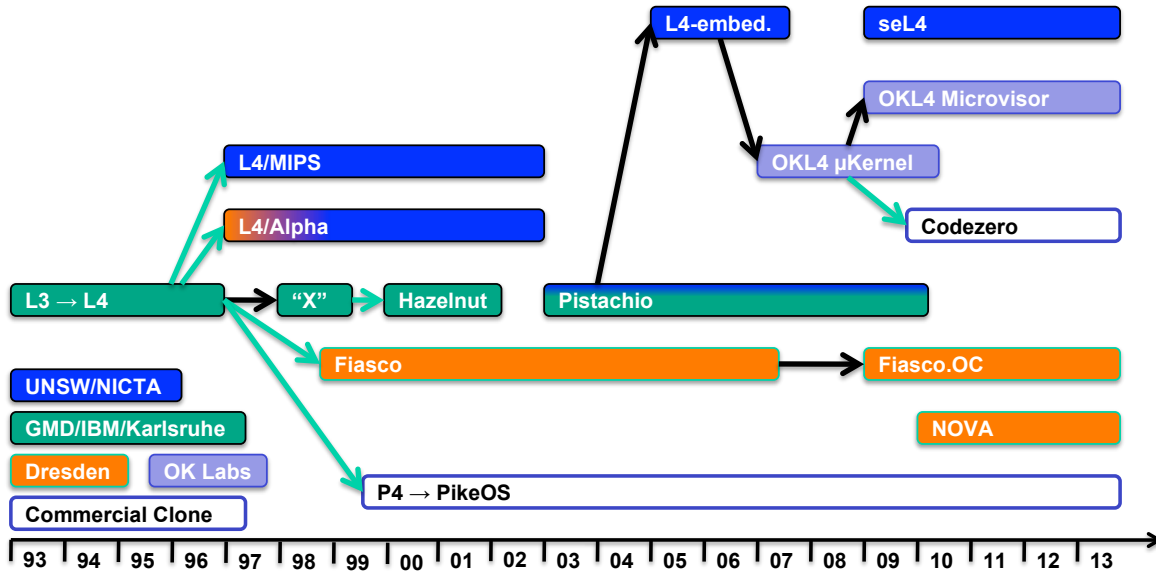 L4-embed.
seL4
OKL4 Microvisor
L4/MIPS
OKL4 µKernel
L4/Alpha
Codezero
L3 → L4
“X”
Hazelnut
Pistachio
Fiasco
Fiasco.OC
UNSW/NICTA
GMD/IBM/Karlsruhe
NOVA
Dresden
OK Labs
P4 → PikeOS
Commercial Clone
93 94 95 96 97 98 99 00 01 02 03 04 05 06 07 08 09 10 11 12 13